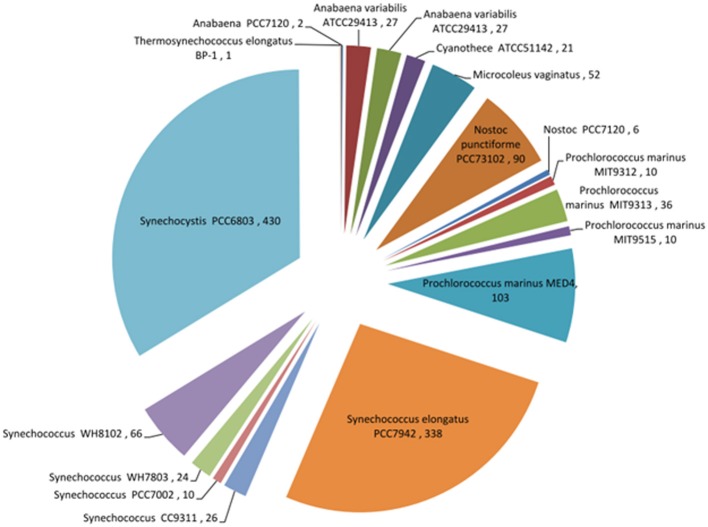 Anabaena PCC7120 , 2
Anabaena variabilis
ATCC29413 , 27
Anabaena variabilis
ATCC29413 , 27
Thermosynechococcus elongatus
BP-1 , 1
Cyanothece ATCC51142 , 21
Microcoleus vaginatus , 52
Nostoc
punctiforme
PCC73102 , 90
Nostoc PCC7120 , 6
Prochlorococcus marinus
MIT9312 , 10
Prochlorococcus
marinus MIT9313 , 36
Prochlorococcus marinus
MIT9515 , 10
Prochlorococcus marinus MED4,
103
Synechococcus elongatus
PCC7942 , 338
Synechococcus CC9311 , 26
Synechococcus PCC7002 , 10
Synechococcus WH7803 , 24
Synechococcus WH8102 , 66
Synechocystis PCC6803 , 430